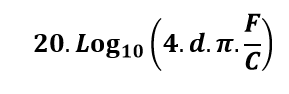 20. Log₁₀ (4. d. π. F/C)